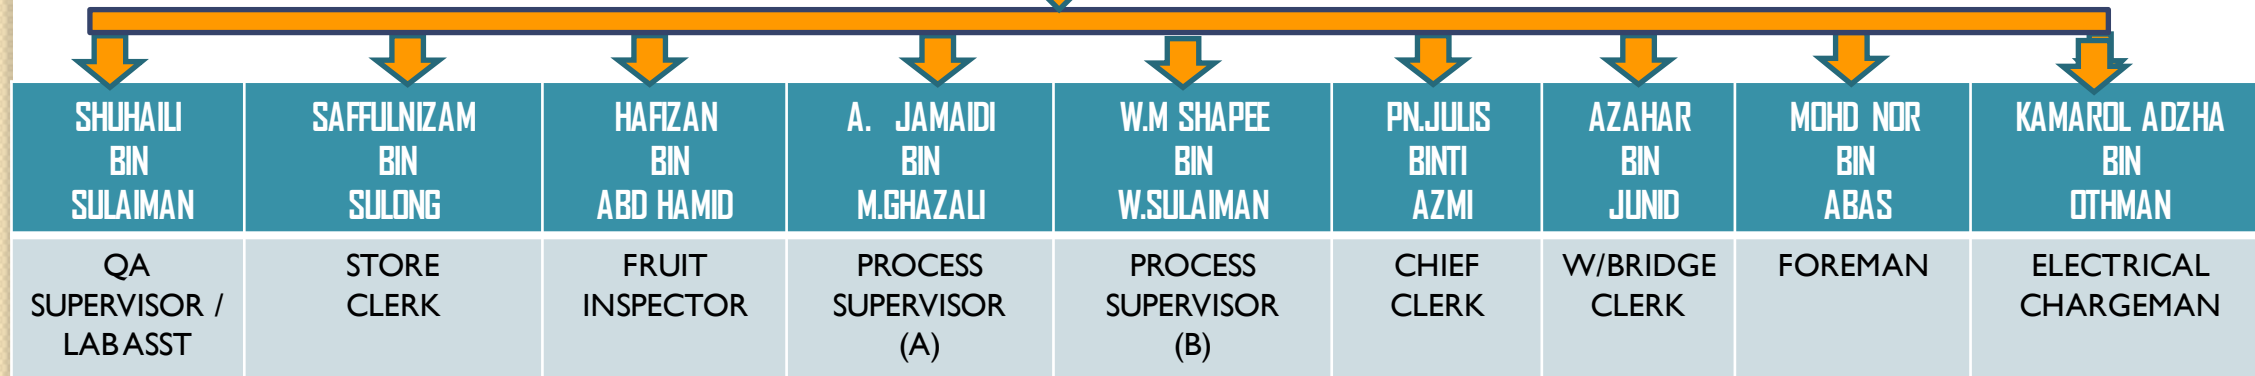 SHUHAILI
BIN
SULAIMAN
SAFFULNIZAM
BIN
SULONG
HAFIZAN
BIN
ABD HAMID
A. JAMAIDI
BIN
M.GHAZALI
W.M SHAPEE
BIN
W.SULAIMAN
PN.JULIS
BINTI
AZMI
AZAHAR
BIN
JUNID
MOHD NOR
BIN
ABAS
KAMAROL ADZHA
BIN
OTHMAN
QA
SUPERVISOR /
LAB ASST
STORE
CLERK
FRUIT
INSPECTOR
PROCESS
SUPERVISOR
(A)
PROCESS
SUPERVISOR
(B)
CHIEF
CLERK
W/BRIDGE
CLERK
FOREMAN
ELECTRICAL
CHARGEMAN